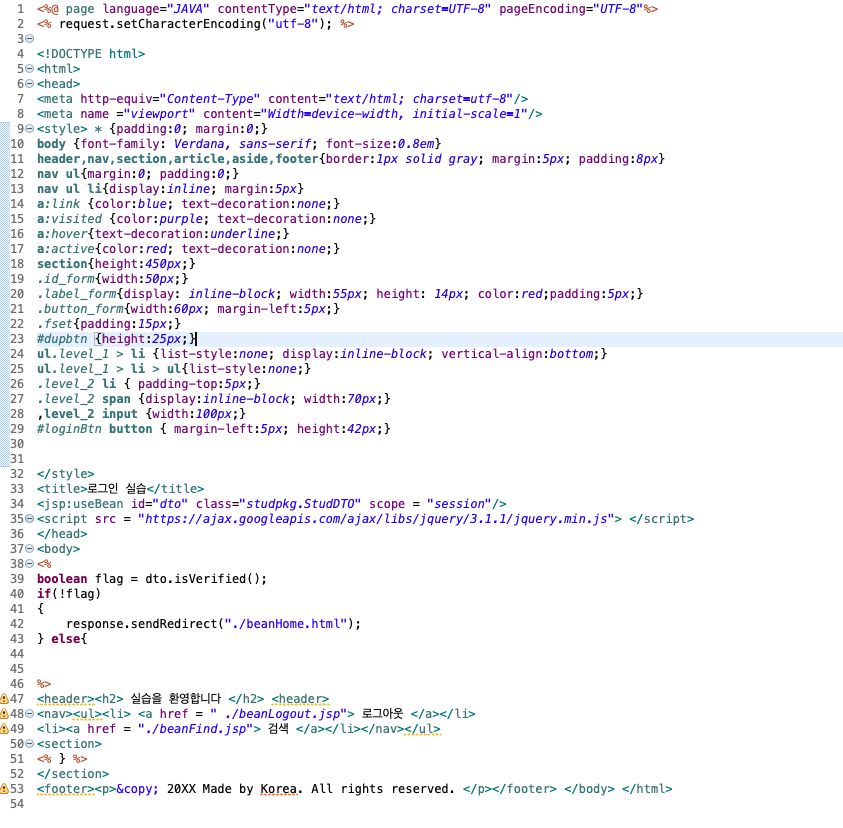 1 <%@ page language="JAVA" contentType="text/html; charset=UTF-8" pageEncoding="UTF-8"%>
2 <% request.setCharacterEncoding("utf-8"); %>
3
4 <!DOCTYPE html>
5 <html>
6 <head>
7 <meta http-equiv="Content-Type" content="text/html; charset=utf-8"/>
8 <meta name ="viewport" content="Width=device-width, initial-scale=1"/>
9 <style> * {padding:0; margin:0;}
10 body {font-family: Verdana, sans-serif; font-size:0.8em}
11 header,nav,section,article,aside,footer{border:1px solid gray; margin:5px; padding:8px}
12 nav ul{margin:0; padding:0;}
13 nav ul li{display:inline; margin:5px}
14 a:link {color:blue; text-decoration:none;}
15 a:visited {color:purple; text-decoration:none;}
16 a:hover{text-decoration:underline;}
17 a:active{color:red; text-decoration:none;}
18 section{height:450px;}
19 .id_form{width:50px;}
20 .label_form{display: inline-block; width:55px; height: 14px; color:red;padding:5px;}
21 .button_form{width:60px; margin-left:5px;}
22 .fset{padding:15px;}
23 #dupbtn {height:25px;}
24 ul.level_1 > li {list-style:none; display:inline-block; vertical-align:bottom;}
25 ul.level_1 > li > ul{list-style:none;}
26 .level_2 li { padding-top:5px;}
27 .level_2 span {display:inline-block; width:70px;}
28 ,level_2 input {width:100px;}
29 #loginBtn button { margin-left:5px; height:42px;}
30
31
32 </style>
33 <title>로그인 실습</title>
34 <jsp:useBean id="dto" class="studpkg.StudDTO" scope = "session"/>
35 <script src = "https://ajax.googleapis.com/ajax/libs/jquery/3.1.1/jquery.min.js"> </script>
36 </head>
37 <body>
38 <%
39 boolean flag = dto.isVerified();
40 if(!flag)
41 {
42     response.sendRedirect("./beanHome.html");
43 } else{
44
45
46 %>
47 <header><h2> 실습을 환영합니다 </h2> <header>
48 <nav><ul><li> <a href = " ./beanLogout.jsp"> 로그아웃 </a></li>
49 <li><a href = "./beanFind.jsp"> 검색 </a></li></nav></ul>
50 <section>
51 <% } %>
52 </section>
53 <footer><p>&copy; 20XX Made by Korea. All rights reserved. </p></footer> </body> </html>
54